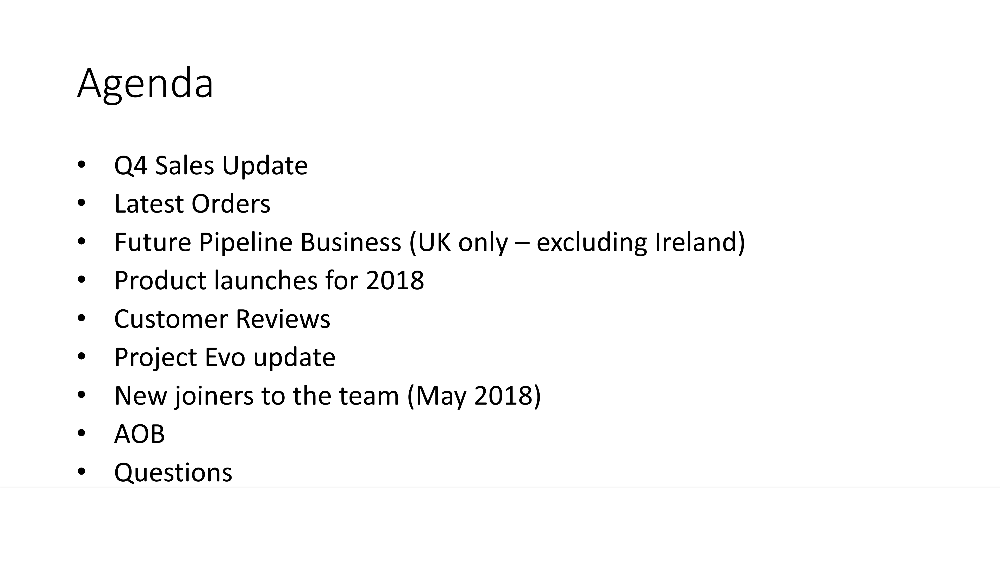 Agenda
• Q4 Sales Update
• Latest Orders
• Future Pipeline Business (UK only – excluding Ireland)
• Product launches for 2018
• Customer Reviews
• Project Evo update
• New joiners to the team (May 2018)
• AOB
• Questions